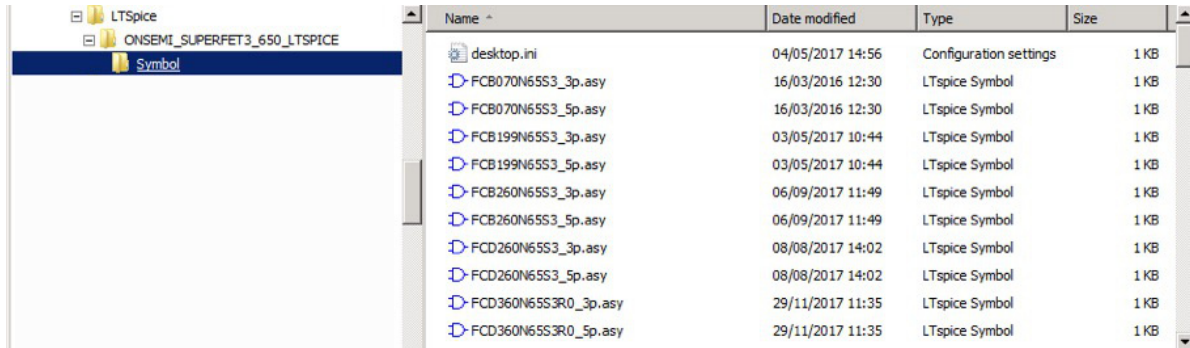 LTSpice
ONSEMI_SUPERFET3_650_LTSPICE
Symbol
Name Date modified Type Size
desktop.ini 04/05/2017 14:56 Configuration settings 1 KB
FCB070N65S3_3p.asy 16/03/2016 12:30 LTspice Symbol 1 KB
FCB070N65S3_5p.asy 16/03/2016 12:30 LTspice Symbol 1 KB
FCB199N65S3_3p.asy 03/05/2017 10:44 LTspice Symbol 1 KB
FCB199N65S3_5p.asy 03/05/2017 10:44 LTspice Symbol 1 KB
FCB260N65S3_3p.asy 06/09/2017 11:49 LTspice Symbol 1 KB
FCB260N65S3_5p.asy 06/09/2017 11:49 LTspice Symbol 1 KB
FCD260N65S3_3p.asy 08/08/2017 14:02 LTspice Symbol 1 KB
FCD260N65S3_5p.asy 08/08/2017 14:02 LTspice Symbol 1 KB
FCD360N65S3R0_3p.asy 29/11/2017 11:35 LTspice Symbol 1 KB
FCD360N65S3R0_5p.asy 29/11/2017 11:35 LTspice Symbol 1 KB